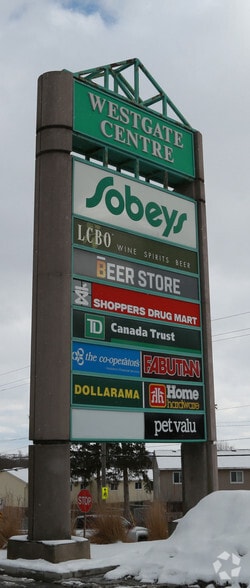 WESTGATE
CENTRE
Sobeys
LCBO WINE SPIRITS BEER
BEER STORE
SHOPPERS DRUG MART
TD Canada Trust
the co-operators FABUTAN
DOLLARAMA Home
hardware
pet valu
STOP